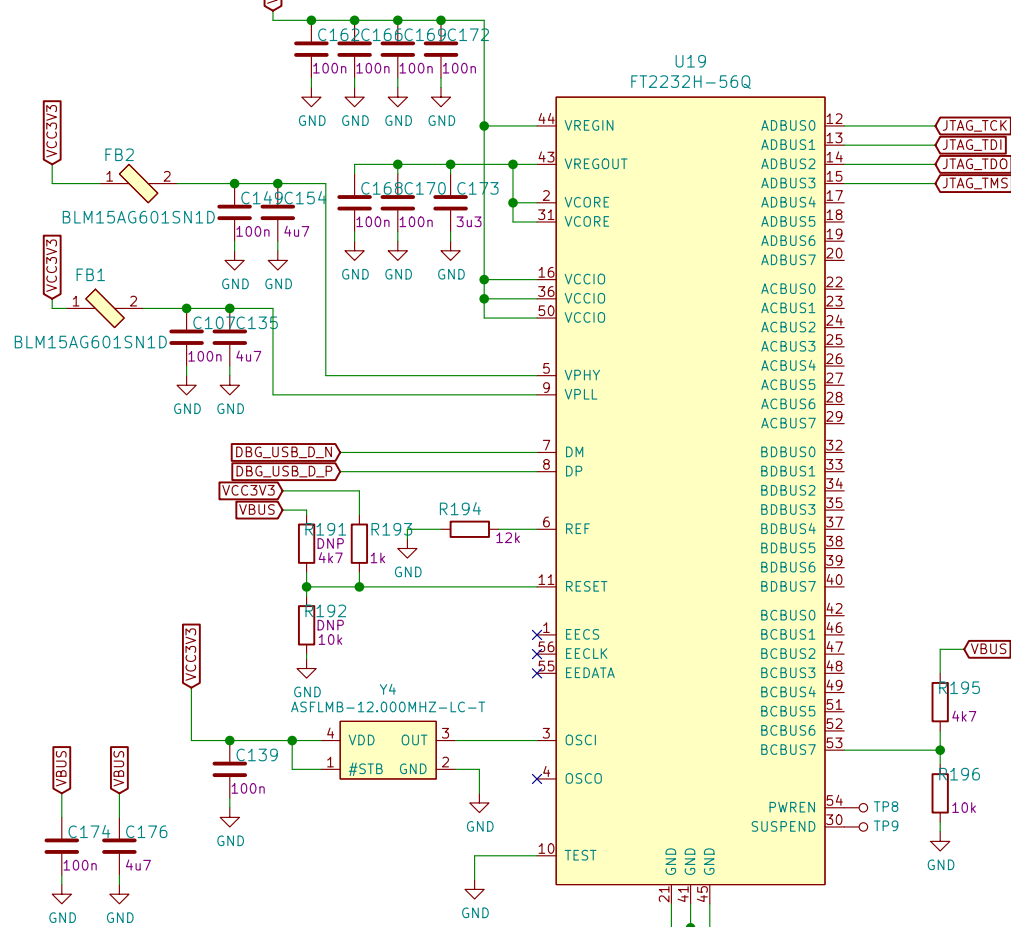 C162 C166 C169 C172
100n 100n 100n 100n
GND GND GND GND
U19
FT2232H-56Q
VCC3V3
FB2
1 2
BLM15AG601SN1D
C149 C154
100n 4u7
GND GND
C168 C170 C173
100n 100n 3u3
GND GND GND
VCC3V3
FB1
1 2
BLM15AG601SN1D
C107 C135
100n 4u7
GND GND
44 VREGIN
43 VREGOUT
2 VCORE
31 VCORE
16 VCCIO
36 VCCIO
50 VCCIO
5 VPHY
9 VPLL
DBG_USB_D_N 7 DM
DBG_USB_D_P 8 DP
VCC3V3
VBUS
R194
12k
GND
6 REF
R191
DNP
4k7
R193
1k
11 RESET
R192
DNP
10k
GND
1 EECS
56 EECLK
55 EEDATA
VCC3V3
Y4
ASFLMB-12.000MHZ-LC-T
4 VDD OUT 3
1 #STB GND 2
3 OSCI
4 OSCO
C139
100n
GND
GND
10 TEST
GND
VBUS VBUS
C174 C176
100n 4u7
GND GND
ADBUS0 12 JTAG_TCK
ADBUS1 13 JTAG_TDI
ADBUS2 14 JTAG_TDO
ADBUS3 15 JTAG_TMS
ADBUS4 17
ADBUS5 18
ADBUS6 19
ADBUS7 20
ACBUS0 22
ACBUS1 23
ACBUS2 24
ACBUS3 25
ACBUS4 26
ACBUS5 27
ACBUS6 28
ACBUS7 29
BDBUS0 32
BDBUS1 33
BDBUS2 34
BDBUS3 35
BDBUS4 37
BDBUS5 38
BDBUS6 39
BDBUS7 40
BCBUS0 42
BCBUS1 46
BCBUS2 47
BCBUS3 48
BCBUS4 49
BCBUS5 51
BCBUS6 52
BCBUS7 53
VBUS
R195
4k7
R196
10k
GND
PWREN 54 TP8
SUSPEND 30 TP9
GND GND GND
21 41 45